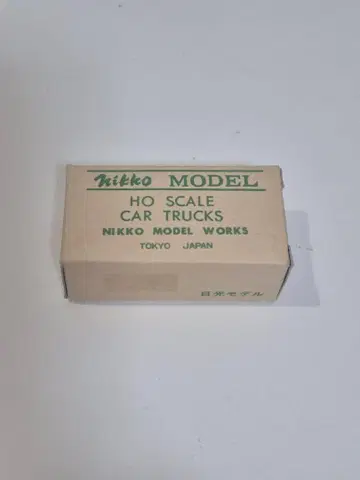 nikko MODEL
HO SCALE
CAR TRUCKS
NIKKO MODEL WORKS
TOKYO JAPAN
日光モデル